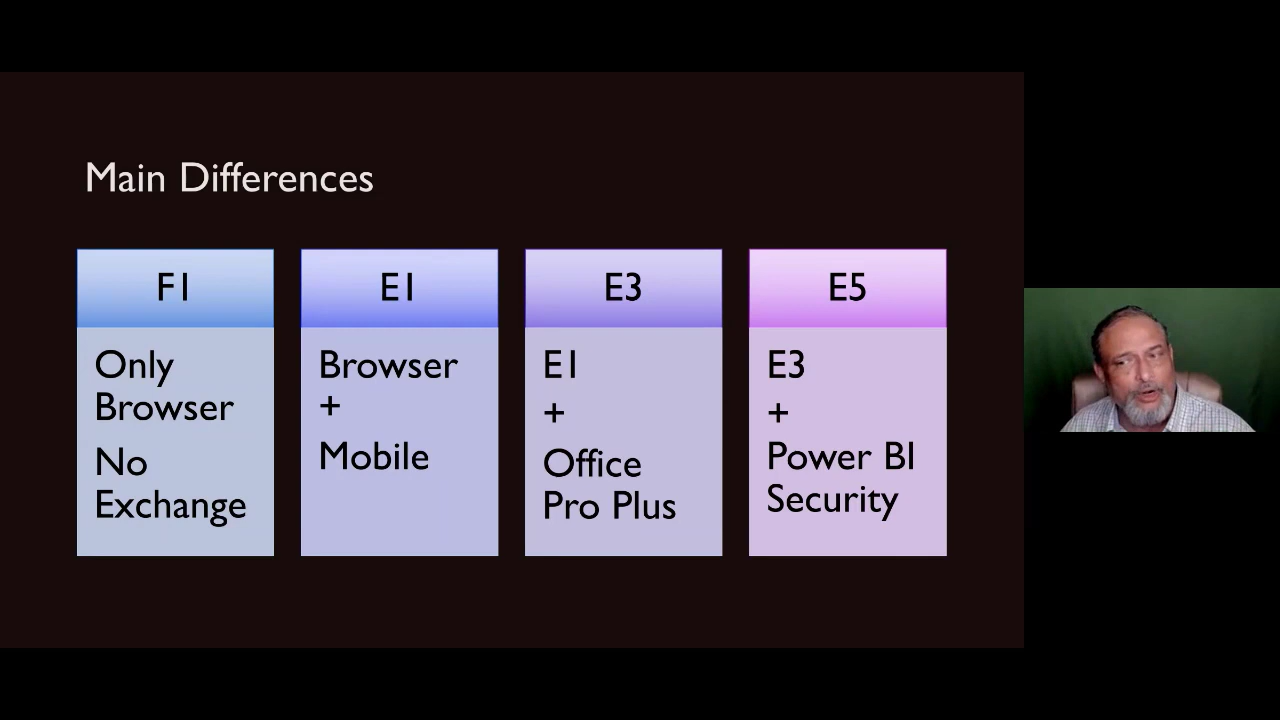 Main Differences
F1
Only
Browser
No
Exchange
E1
Browser
+
Mobile
E3
E1
+
Office
Pro Plus
E5
E3
+
Power BI
Security